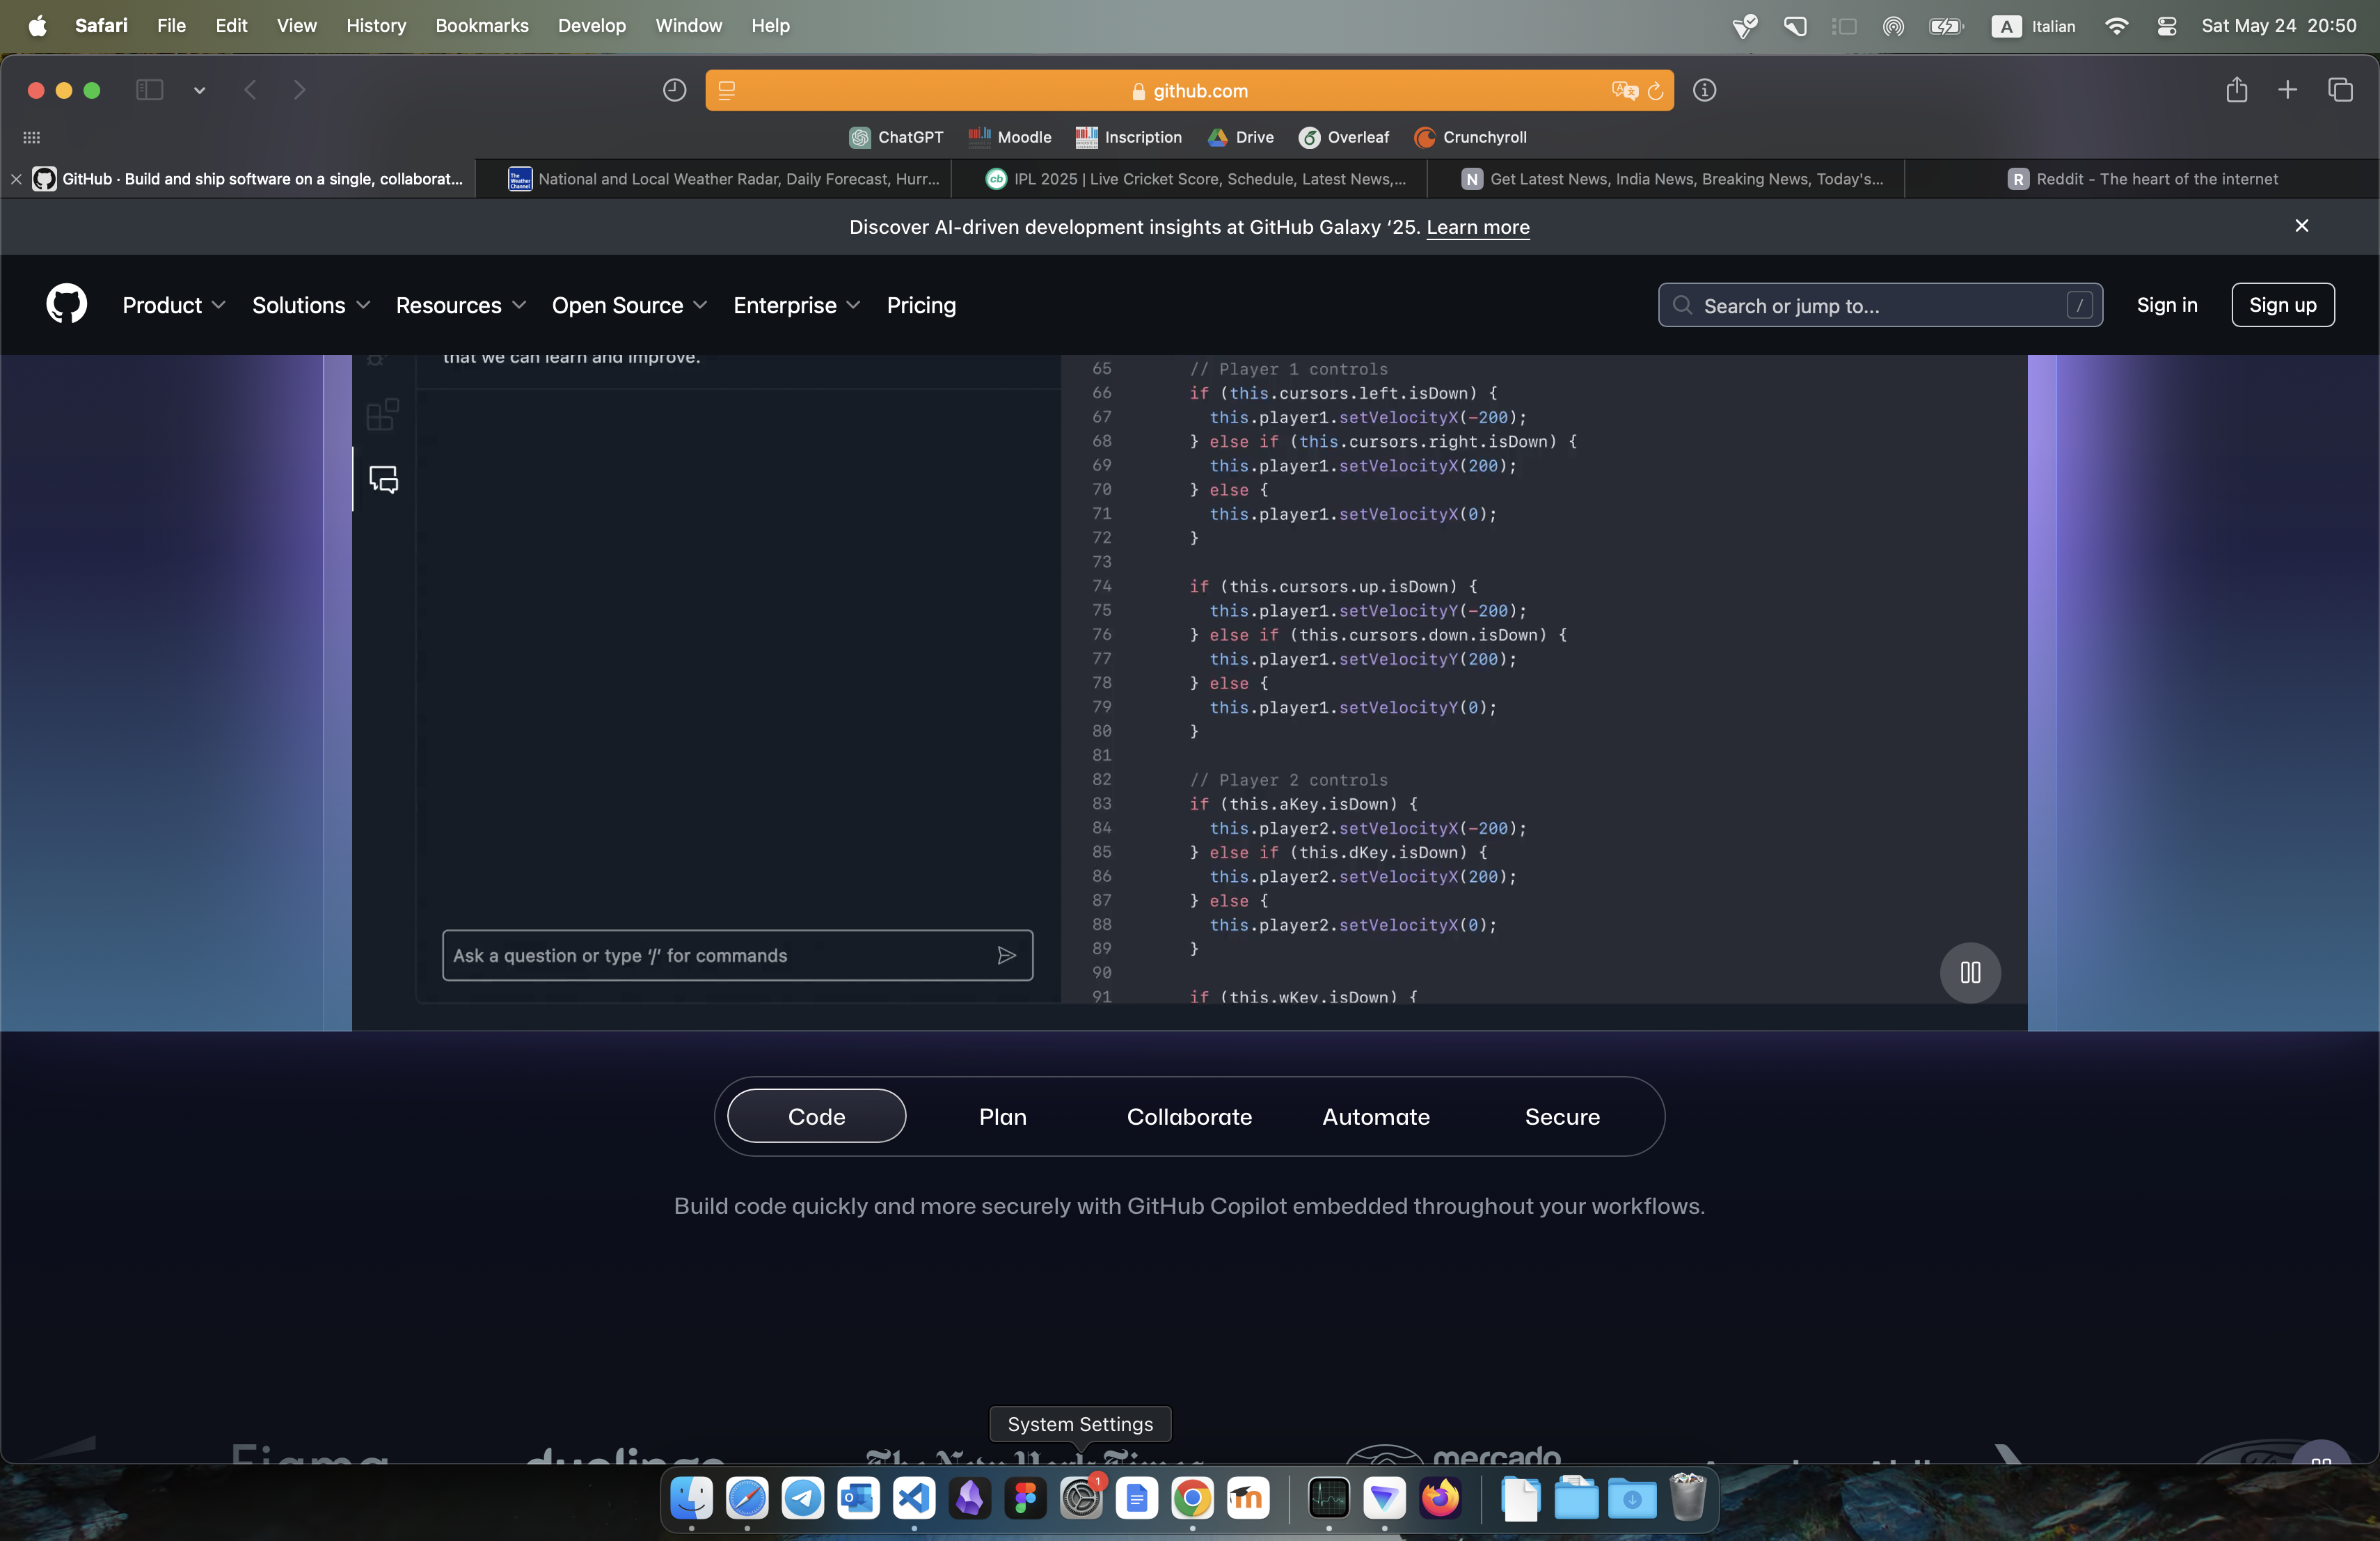 Safari File Edit View History Bookmarks Develop Window Help
A Italian Sat May 24 20:50
github.com
ChatGPT Moodle Inscription Drive Overleaf Crunchyroll
GitHub · Build and ship software on a single, collaborat...
National and Local Weather Radar, Daily Forecast, Hurr...
IPL 2025 | Live Cricket Score, Schedule, Latest News,...
N Get Latest News, India News, Breaking News, Today's...
R Reddit - The heart of the internet
Discover AI-driven development insights at GitHub Galaxy ‘25. Learn more
Product Solutions Resources Open Source Enterprise Pricing
Search or jump to... /
Sign in
Sign up
that we can learn and improve.
65 // Player 1 controls
66 if (this.cursors.left.isDown) {
67 this.player1.setVelocityX(-200);
68 } else if (this.cursors.right.isDown) {
69 this.player1.setVelocityX(200);
70 } else {
71 this.player1.setVelocityX(0);
72 }
73
74 if (this.cursors.up.isDown) {
75 this.player1.setVelocityY(-200);
76 } else if (this.cursors.down.isDown) {
77 this.player1.setVelocityY(200);
78 } else {
79 this.player1.setVelocityY(0);
80 }
81
82 // Player 2 controls
83 if (this.aKey.isDown) {
84 this.player2.setVelocityX(-200);
85 } else if (this.dKey.isDown) {
86 this.player2.setVelocityX(200);
87 } else {
88 this.player2.setVelocityX(0);
89 }
90
91 if (this.wKey.isDown) {
Ask a question or type ‘/’ for commands
Code Plan Collaborate Automate Secure
Build code quickly and more securely with GitHub Copilot embedded throughout your workflows.
System Settings
Figma duolingo The New York Times mercado
1